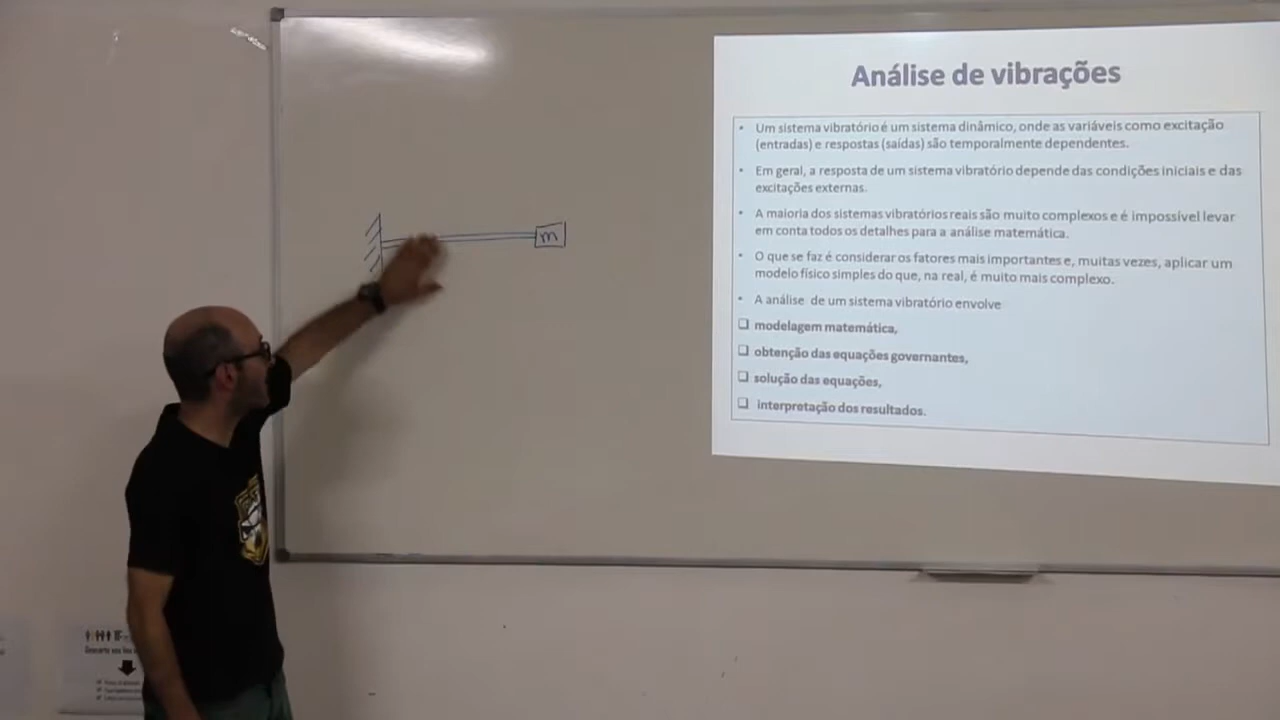 Análise de vibrações
• Um sistema vibratório é um sistema dinâmico, onde as variáveis como excitação
(entradas) e respostas (saídas) são temporalmente dependentes.
• Em geral, a resposta de um sistema vibratório depende das condições iniciais e das
excitações externas.
• A maioria dos sistemas vibratórios reais são muito complexos e é impossível levar
em conta todos os detalhes para a análise matemática.
• O que se faz é considerar os fatores mais importantes e, muitas vezes, aplicar um
modelo físico simples do que, na real, é muito mais complexo.
• A análise de um sistema vibratório envolve
❑ modelagem matemática,
❑ obtenção das equações governantes,
❑ solução das equações,
❑ interpretação dos resultados.
m